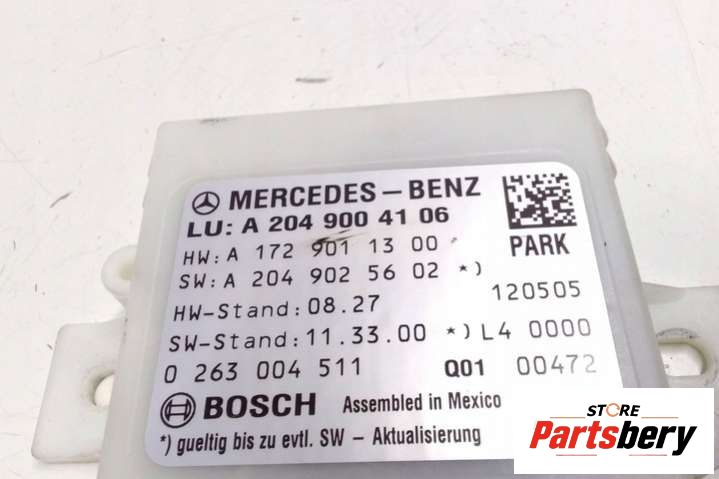 MERCEDES-BENZ
LU: A 204 900 41 06
HW: A 172 901 13 00
PARK
SW: A 204 902 56 02 *)
HW-Stand: 08.27
120505
SW-Stand: 11.33.00 *) L4 0000
0 263 004 511 Q01 00472
BOSCH Assembled in Mexico
*) gueltig bis zu evtl. SW - Aktualisierung
STORE
Partsbery